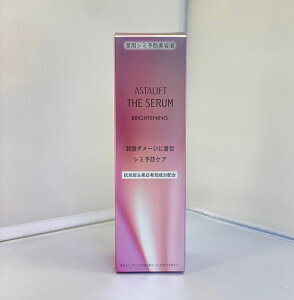 薬用シミ予防美容液
ASTALIFT
THE SERUM
BRIGHTENING
刺激ダメージに着目
シミ予防ケア
抗炎症&美白有効成分配合